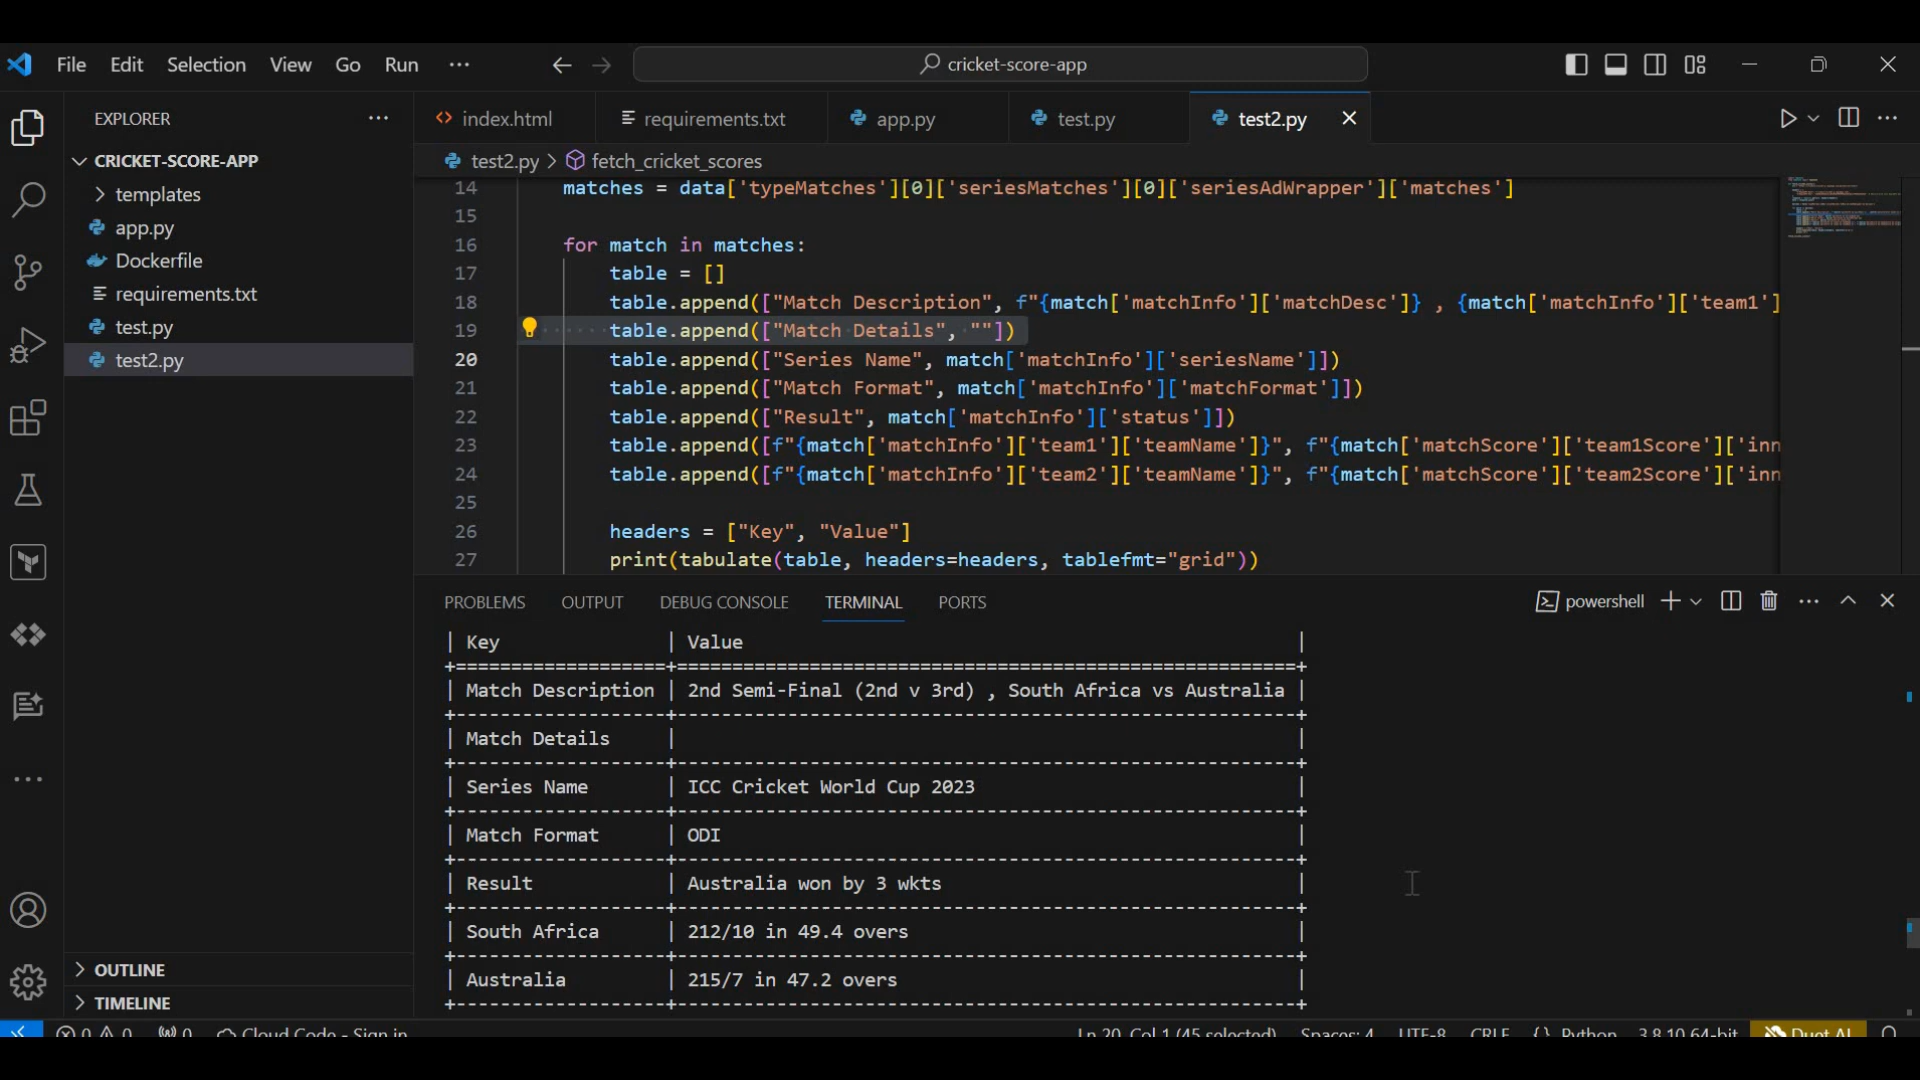 File Edit Selection View Go Run ··· cricket-score-app
EXPLORER ···
CRICKET-SCORE-APP
templates
app.py
Dockerfile
requirements.txt
test.py
test2.py
OUTLINE
TIMELINE
index.html requirements.txt app.py test.py test2.py
test2.py > fetch_cricket_scores
14 matches = data['typeMatches'][0]['seriesMatches'][0]['seriesAdWrapper']['matches']
15
16 for match in matches:
17 table = []
18 table.append(["Match Description", f"{match['matchInfo']['matchDesc']} , {match['matchInfo']['team1']
19 table.append(["Match Details", ""])
20 table.append(["Series Name", match['matchInfo']['seriesName']])
21 table.append(["Match Format", match['matchInfo']['matchFormat']])
22 table.append(["Result", match['matchInfo']['status']])
23 table.append([f"{match['matchInfo']['team1']['teamName']}", f"{match['matchScore']['team1Score']['inn
24 table.append([f"{match['matchInfo']['team2']['teamName']}", f"{match['matchScore']['team2Score']['inn
25
26 headers = ["Key", "Value"]
27 print(tabulate(table, headers=headers, tablefmt="grid"))
PROBLEMS OUTPUT DEBUG CONSOLE TERMINAL PORTS powershell
| Key | Value |
| Match Description | 2nd Semi-Final (2nd v 3rd) , South Africa vs Australia |
| Match Details | |
| Series Name | ICC Cricket World Cup 2023 |
| Match Format | ODI |
| Result | Australia won by 3 wkts |
| South Africa | 212/10 in 49.4 overs |
| Australia | 215/7 in 47.2 overs |
0 0 0 Cloud Code - Sign in Ln 20, Col 1 (45 selected) Spaces: 4 UTF-8 CRLF {} Python 3.8.10 64-bit Duet AI